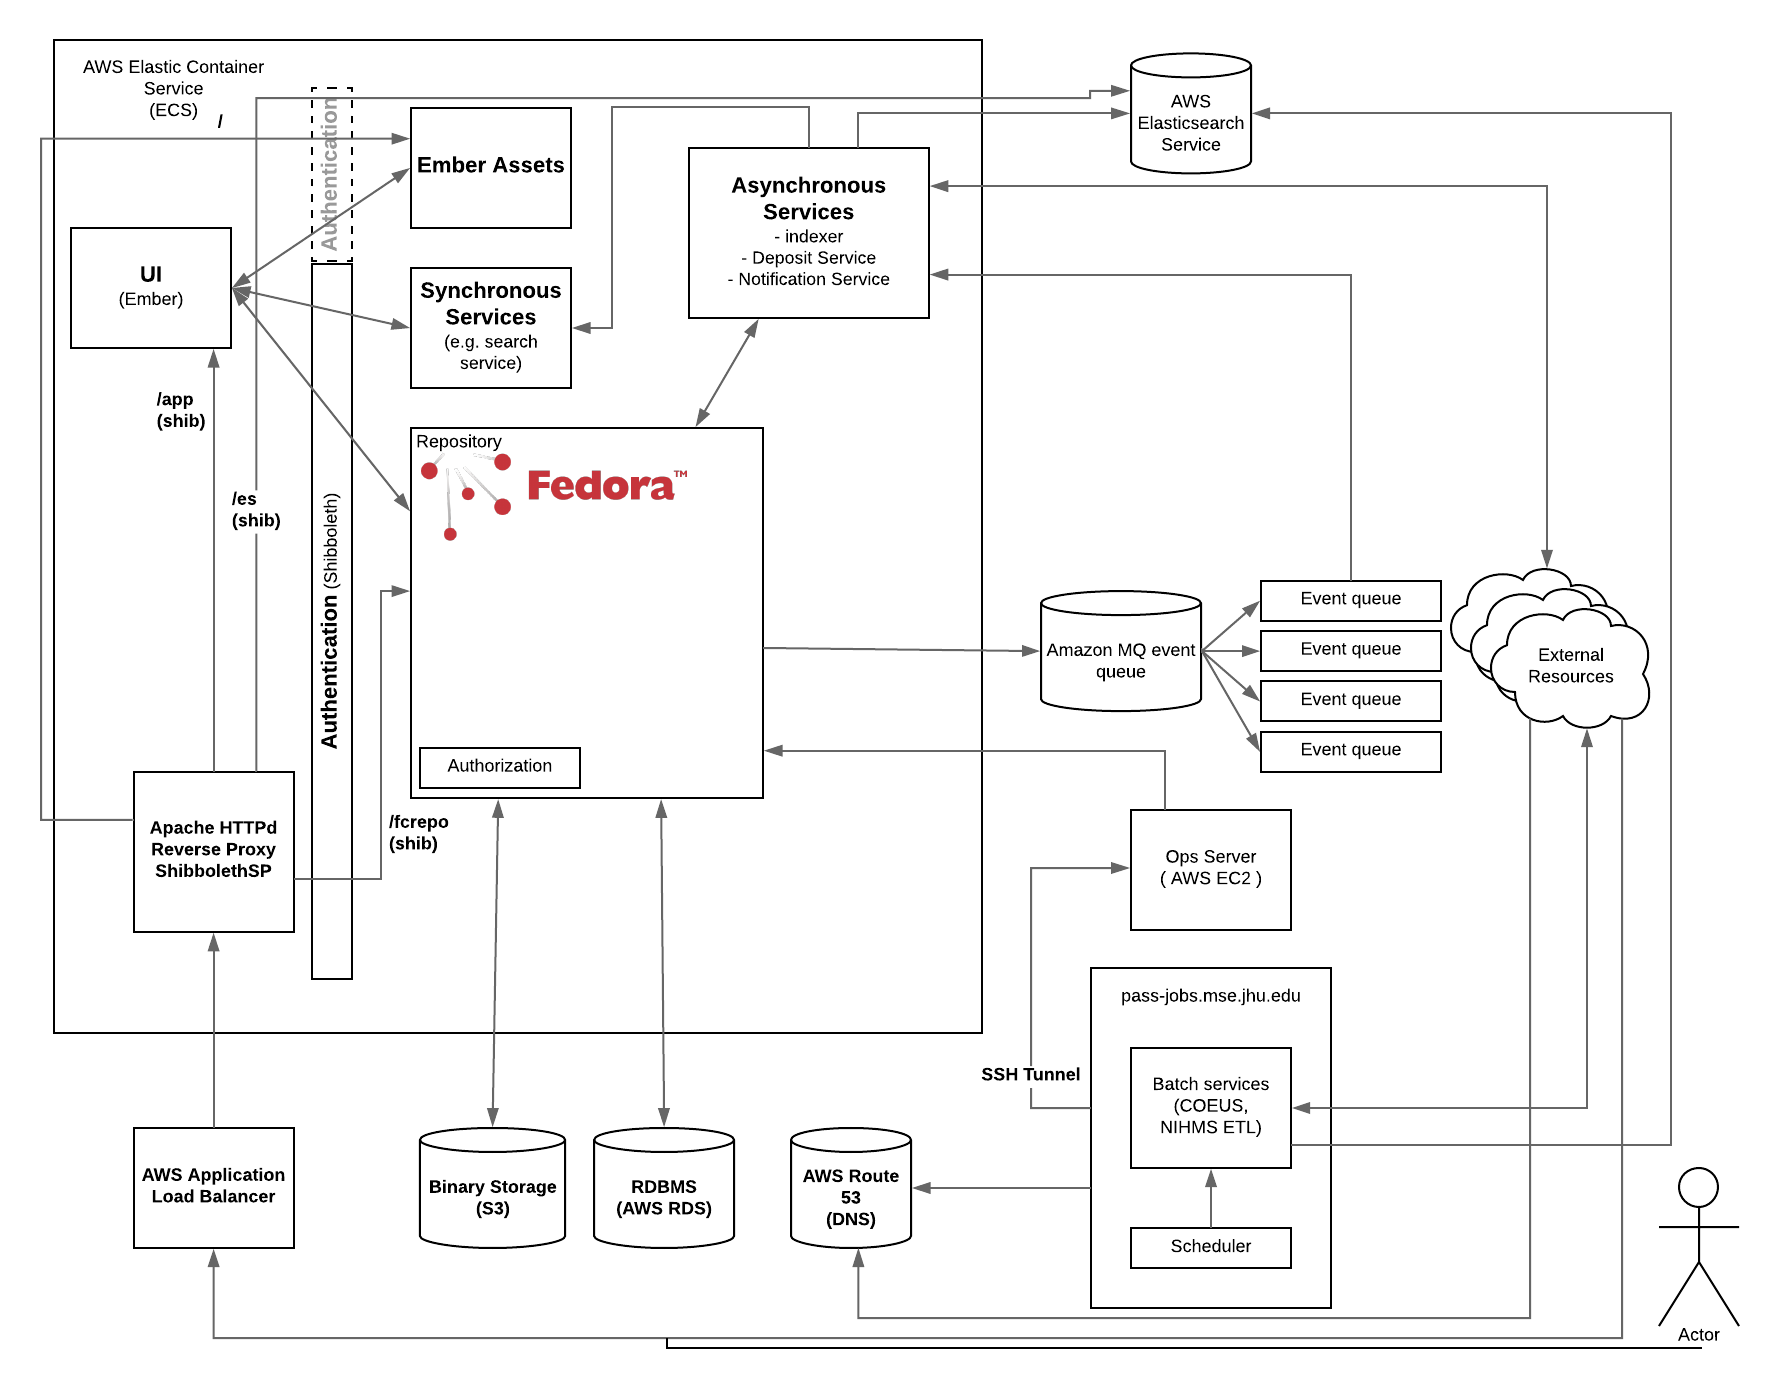 AWS Elastic Container
Service
(ECS)
/
Authentication
Ember Assets
AWS
Elasticsearch
Service
Asynchronous
Services
- indexer
- Deposit Service
- Notification Service
UI
(Ember)
Synchronous
Services
(e.g. search
service)
/app
(shib)
/es
(shib)
Authentication (Shibboleth)
Repository
Fedora™
Authorization
Amazon MQ event
queue
Event queue
Event queue
Event queue
Event queue
External
Resources
Apache HTTPd
Reverse Proxy
ShibbolethSP
/fcrepo
(shib)
Ops Server
( AWS EC2 )
pass-jobs.mse.jhu.edu
SSH Tunnel
Batch services
(COEUS,
NIHMS ETL)
Scheduler
AWS Application
Load Balancer
Binary Storage
(S3)
RDBMS
(AWS RDS)
AWS Route
53
(DNS)
Actor